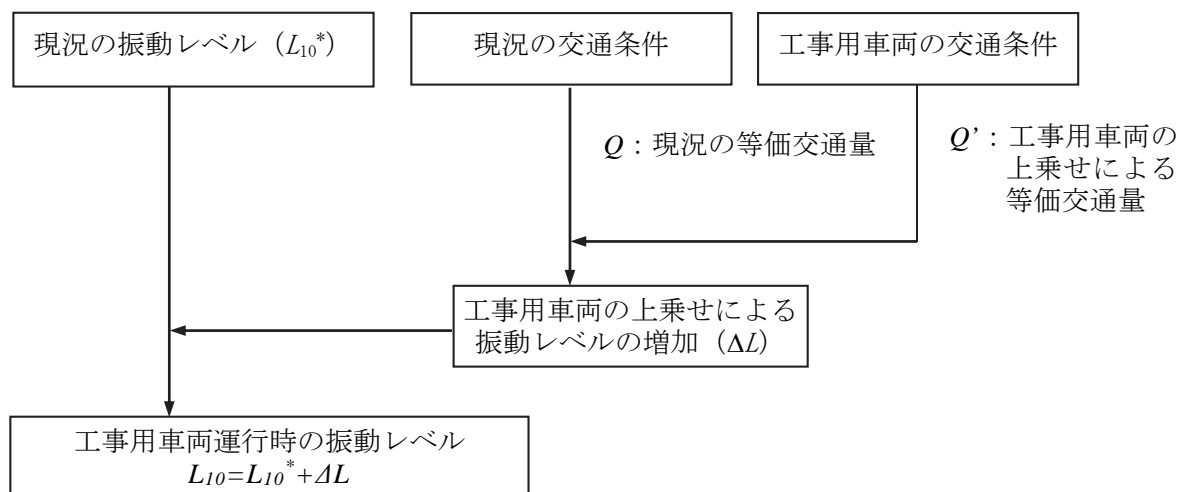 現況の振動レベル（L10*）
現況の交通条件
工事用車両の交通条件
Q：現況の等価交通量
Q’：工事用車両の
上乗せによる
等価交通量
工事用車両の上乗せによる
振動レベルの増加（ΔL）
工事用車両運行時の振動レベル
L10=L10*+ΔL